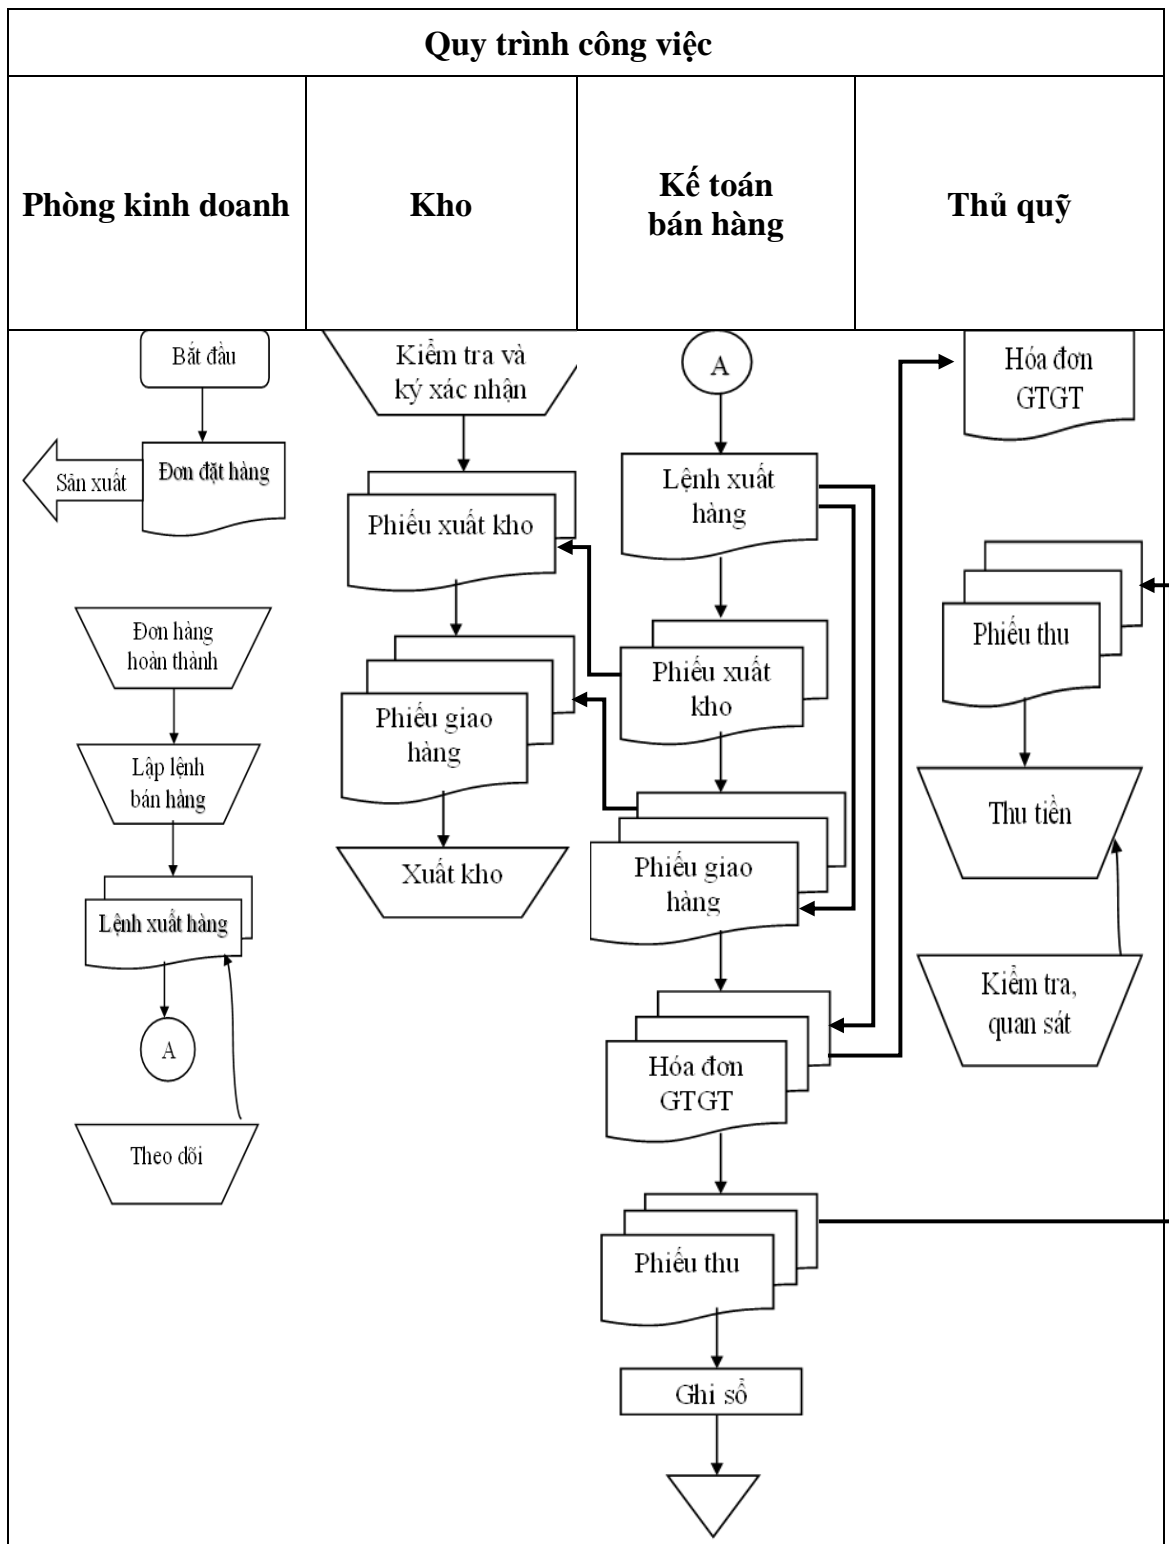 Quy trình công việc
Phòng kinh doanh
Kho
Kế toán
bán hàng
Thủ quỹ
Bắt đầu
Đơn đặt hàng
Sản xuất
Đơn hàng
hoàn thành
Lập lệnh
bán hàng
Lệnh xuất hàng
A
Theo dõi
Kiểm tra và
ký xác nhận
Phiếu xuất kho
Phiếu giao
hàng
Xuất kho
A
Lệnh xuất
hàng
Phiếu xuất
kho
Phiếu giao
hàng
Hóa đơn
GTGT
Phiếu thu
Ghi sổ
Hóa đơn
GTGT
Phiếu thu
Thu tiền
Kiểm tra,
quan sát